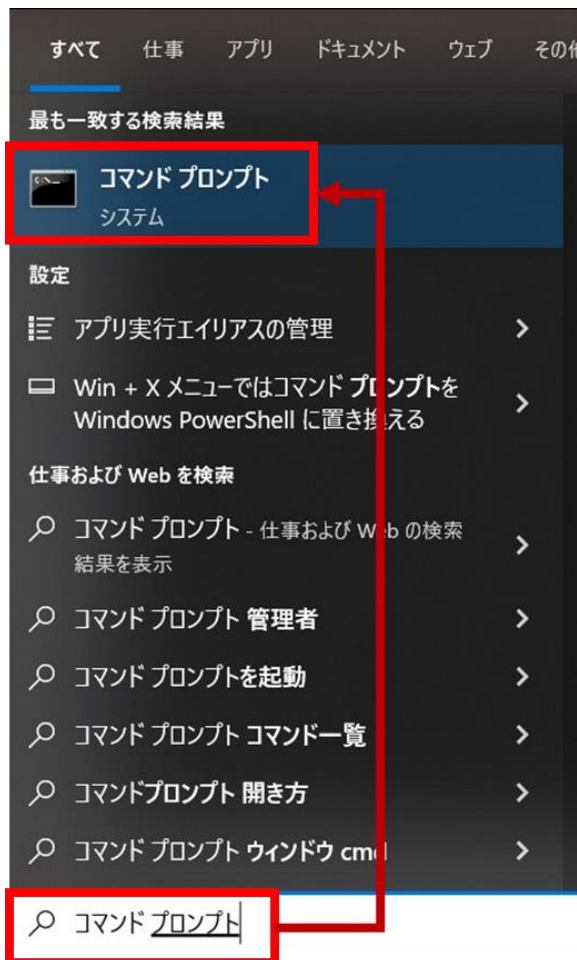 すべて 仕事 アプリ ドキュメント ウェブ その他
最も一致する検索結果
コマンド プロンプト
システム
設定
アプリ実行エイリアスの管理
Win + X メニューではコマンド プロンプトを
Windows PowerShell に置き換える
仕事および Web を検索
コマンド プロンプト - 仕事および Web の検索
結果を表示
コマンド プロンプト 管理者
コマンド プロンプトを起動
コマンド プロンプト コマンド一覧
コマンドプロンプト 開き方
コマンド プロンプト ウィンドウ cmd
コマンド プロンプト